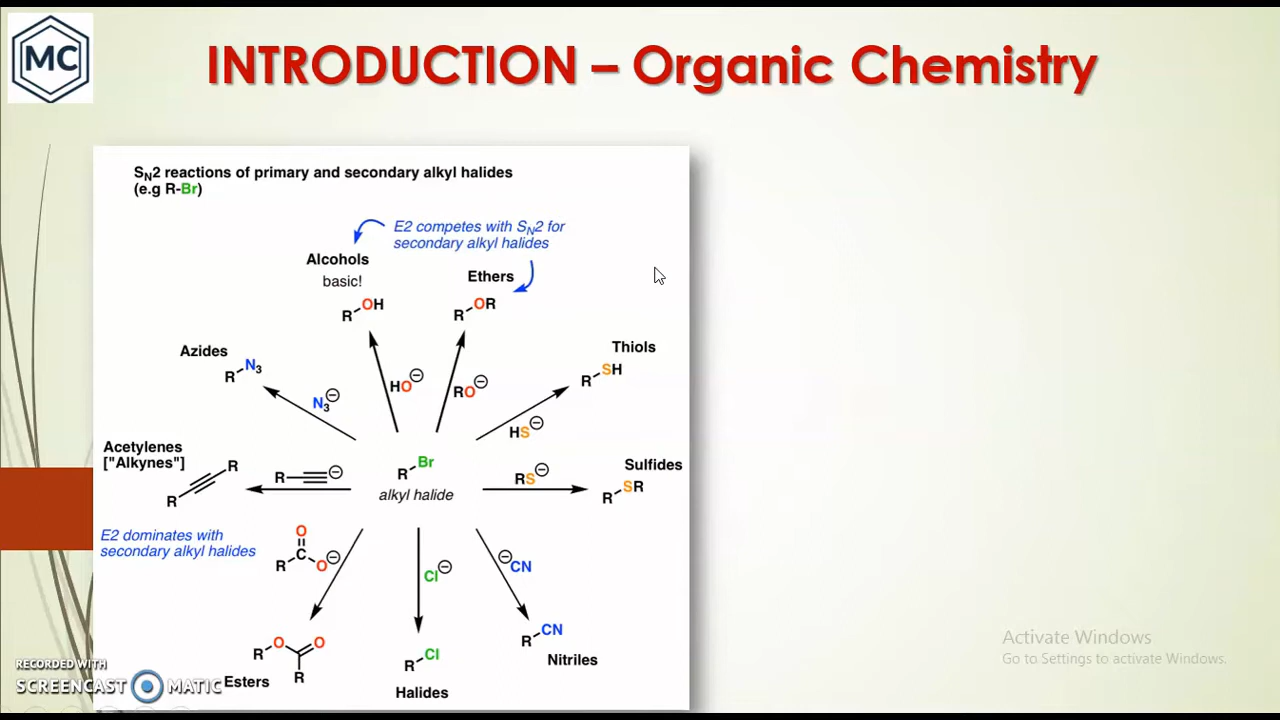 MC
INTRODUCTION – Organic Chemistry
SN2 reactions of primary and secondary alkyl halides
(e.g R-Br)
E2 competes with SN2 for
secondary alkyl halides
Alcohols
basic!
R OH
Ethers
R OR
Azides
R N3
Thiols
R SH
N3⊖
HO⊖
RO⊖
HS⊖
Acetylenes
["Alkynes"]
R R
R ⊖
R Br
alkyl halide
RS⊖
Sulfides
R SR
E2 dominates with
secondary alkyl halides
O
R C O⊖
Cl⊖
⊖CN
R O O
R
Esters
R Cl
Halides
R CN
Nitriles
Activate Windows
Go to Settings to activate Windows.
RECORDED WITH
SCREENCAST MATIC